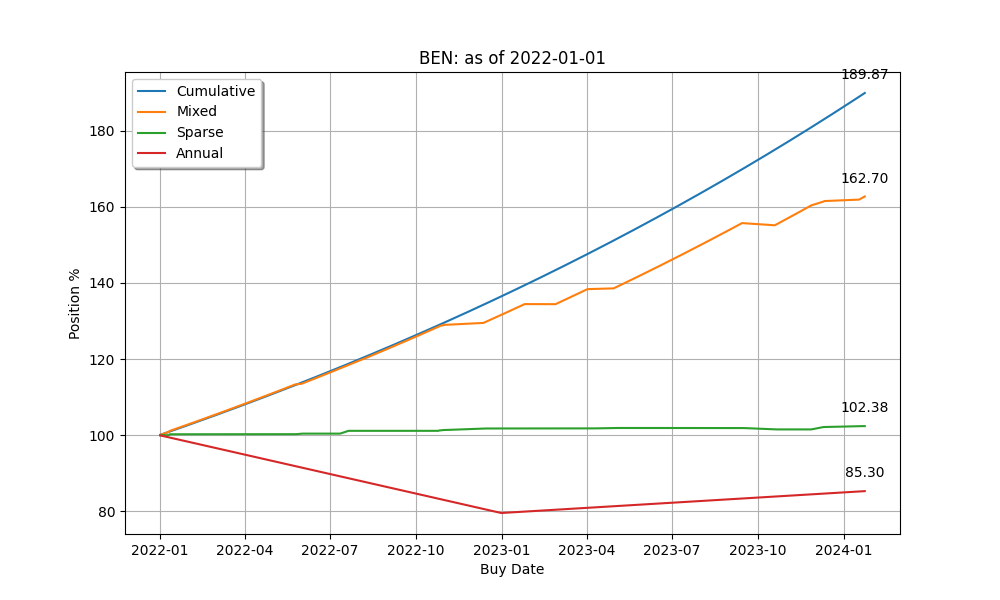 BEN: as of 2022-01-01
189.87
Cumulative
Mixed
Sparse
Annual
162.70
102.38
85.30
180
160
140
120
100
80
Position %
2022-01 2022-04 2022-07 2022-10 2023-01 2023-04 2023-07 2023-10 2024-01
Buy Date